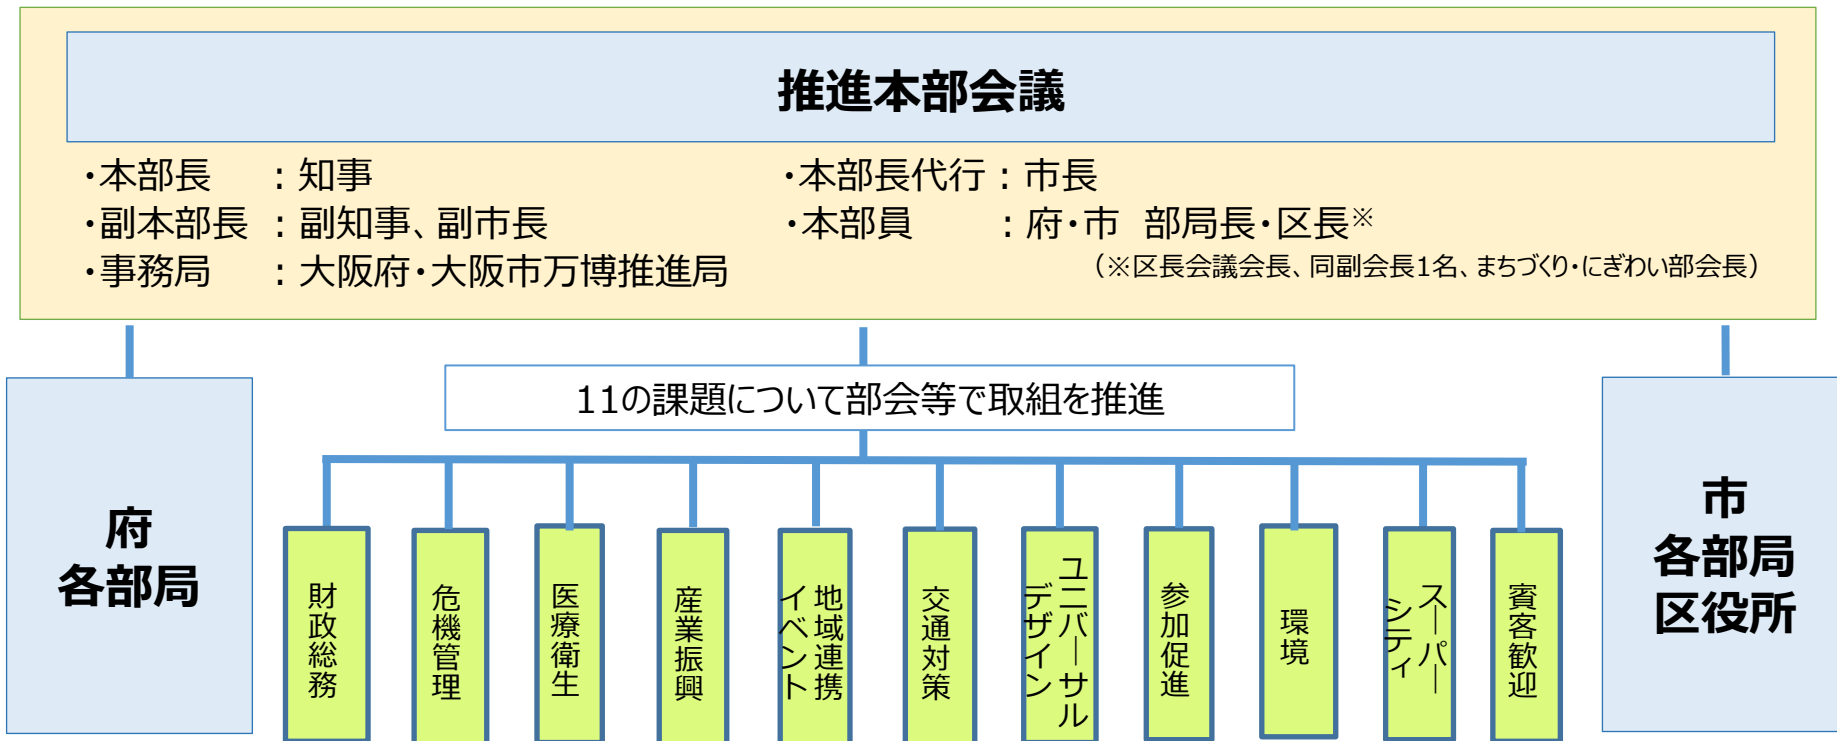 推進本部会議
・本部長　：知事
・本部長代行：市長
・副本部長：副知事、副市長
・本部員　：府・市　部局長・区長※
・事務局　：大阪府・大阪市万博推進局
（※区長会議会長、同副会長1名、まちづくり・にぎわい部会長）
11の課題について部会等で取組を推進
府
各部局
財政総務
危機管理
医療衛生
産業振興
地域連携
イベント
交通対策
ユニバーサル
デザイン
参加促進
環境
スーパー
シティ
賓客歓迎
市
各部局
区役所